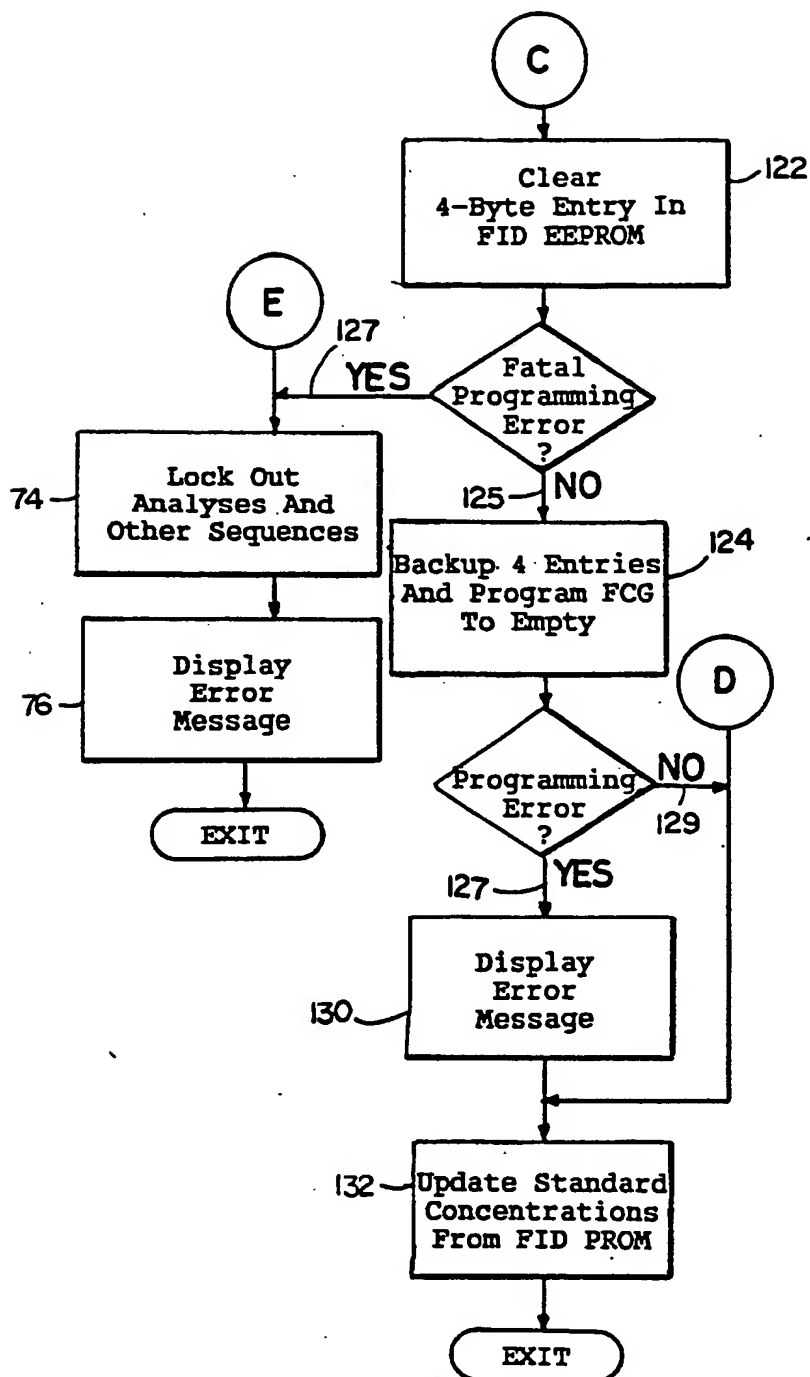 C
122
Clear
4-Byte Entry In
FID EEPROM
E
127
YES
Fatal
Programming
Error
?
74
Lock Out
Analyses And
Other Sequences
125
NO
124
Backup 4 Entries
And Program FCG
To Empty
D
76
Display
Error
Message
EXIT
Programming
Error
?
NO
129
127
YES
130
Display
Error
Message
132
Update Standard
Concentrations
From FID PROM
EXIT